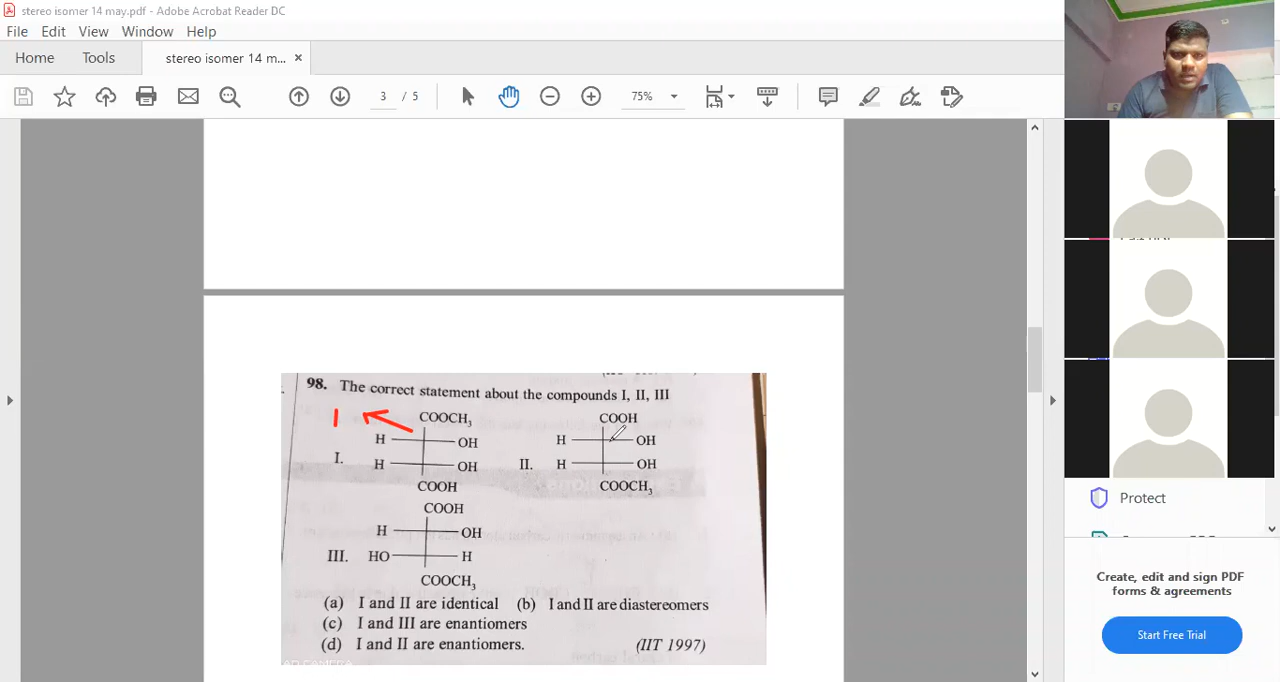 stereo isomer 14 may.pdf - Adobe Acrobat Reader DC
File Edit View Window Help
Home Tools stereo isomer 14 m... ×
3 / 5 75%
98. The correct statement about the compounds I, II, III
I COOCH3 COOH
H OH H OH
I. H OH II. H OH
COOH COOCH3
COOH
H OH
III. HO H
COOCH3
(a) I and II are identical (b) I and II are diastereomers
(c) I and III are enantiomers
(d) I and II are enantiomers. (IIT 1997)
Protect
Create, edit and sign PDF
forms & agreements
Start Free Trial